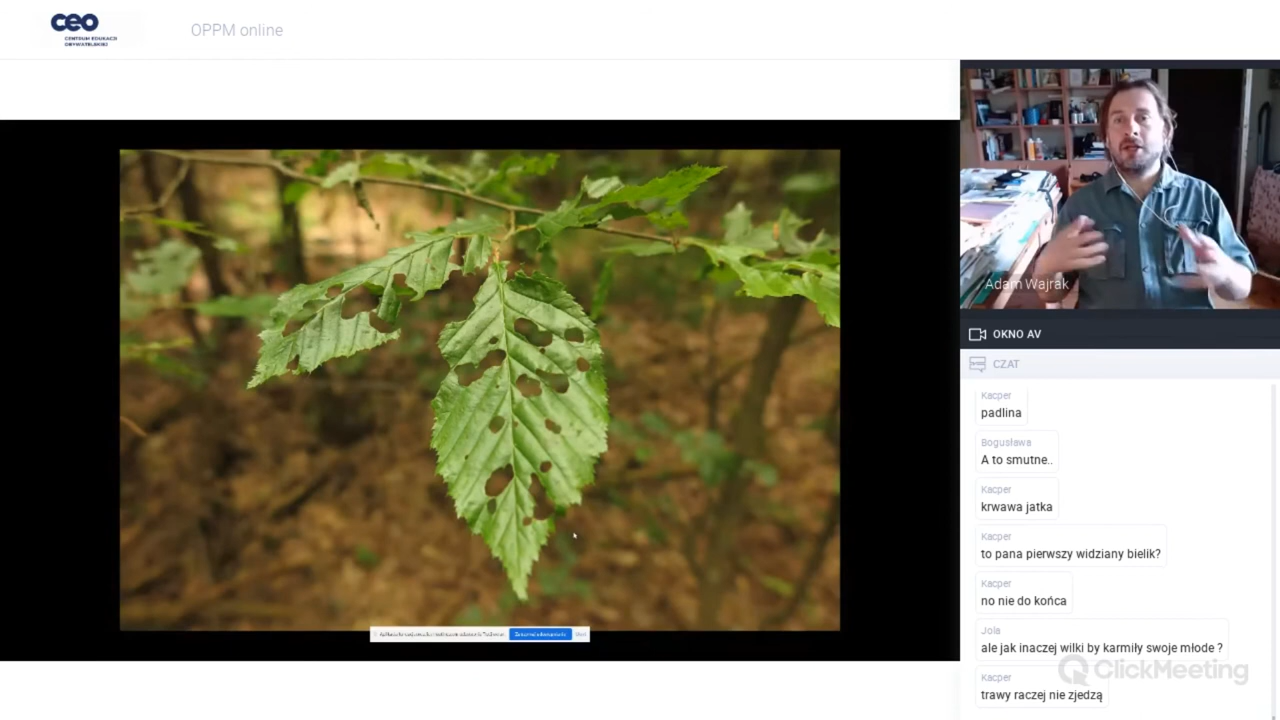 ceo
CENTRUM EDUKACJI
OBYWATELSKIEJ
OPPM online
Adam Wajrak
OKNO AV
CZAT
Kacper
padlina
Bogusława
A to smutne..
Kacper
krwawa jatka
Kacper
to pana pierwszy widziany bielik?
Kacper
no nie do końca
Jola
ale jak inaczej wilki by karmiły swoje młode ?
Kacper
trawy raczej nie zjedzą
ClickMeeting